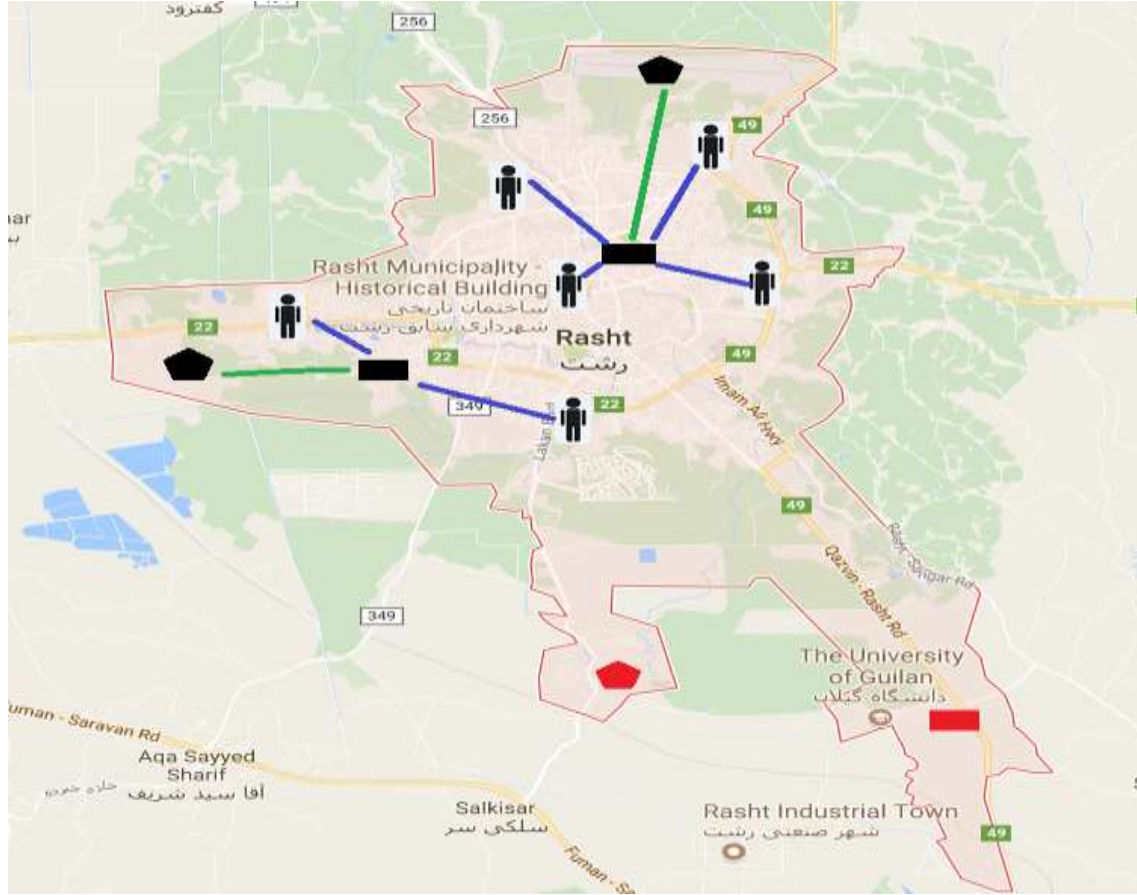 کفترود
256
256
49
49
22
Rasht Municipality -
Historical Building
ساختمان تاریخی
شهرداری سابق رشت
22
22
Rasht
رشت
49
349
22
Lakan Blvd
Imam Ali Hwy
49
Qazvin - Rasht Rd
349
The University
of Guilan
دانشگاه گیلان
Fuman - Saravan Rd
Aqa Sayyed
Sharif
آقا سید شریف
Salkisar
سلکی سر
Rasht Industrial Town
شهر صنعتی رشت
49